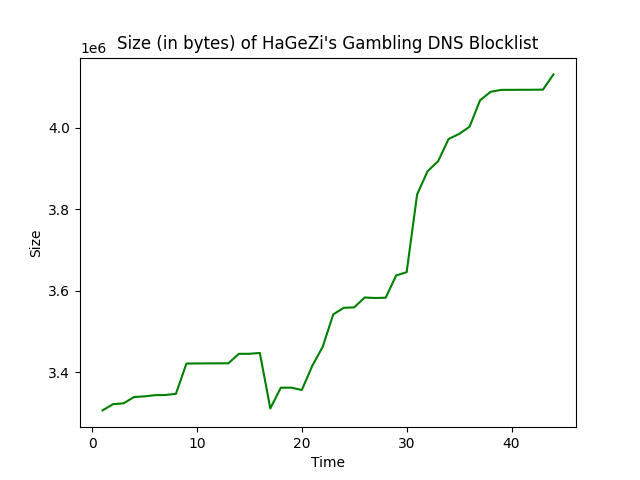 Size (in bytes) of HaGeZi's Gambling DNS Blocklist
1e6
4.0
3.8
3.6
3.4
Size
0 10 20 30 40
Time